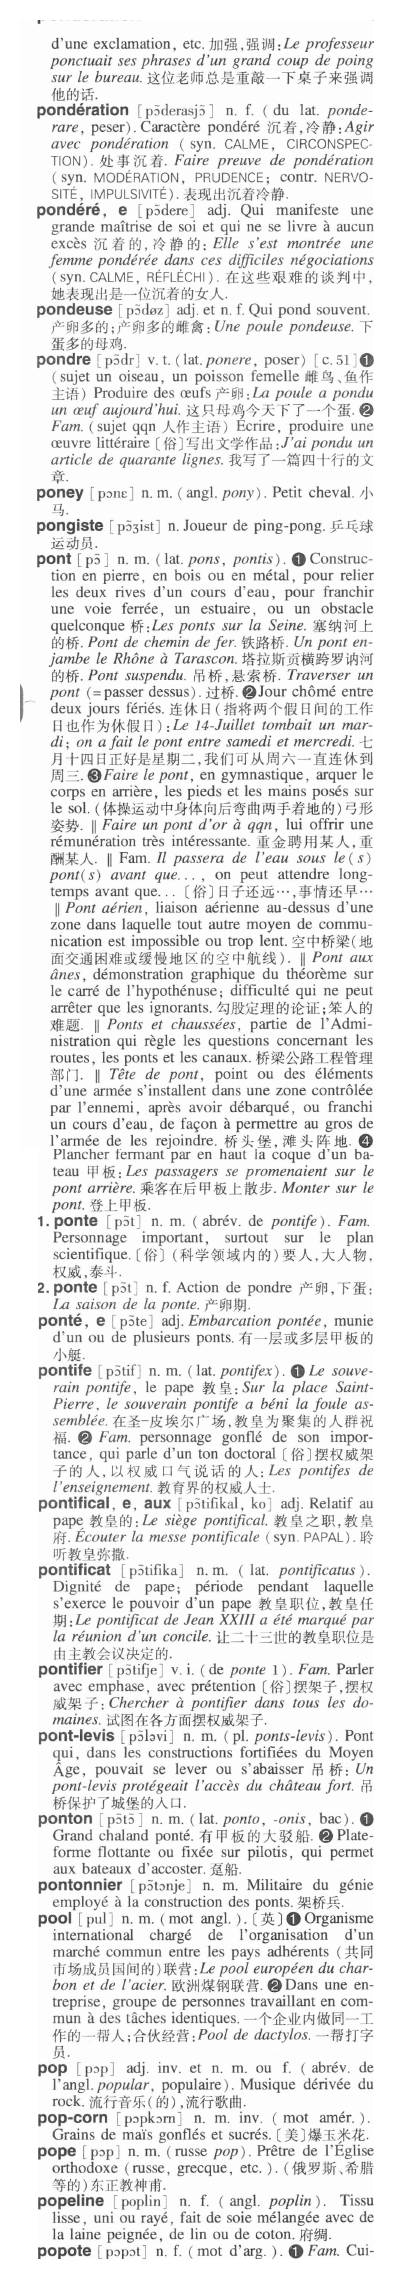 d'une exclamation, etc. 加强,强调:Le professeur
ponctuait ses phrases d'un grand coup de poing
sur le bureau. 这位老师总是重敲一下桌子来强调
他的话.
pondération [pɔ̃derasjɔ̃] n. f. ( du lat. ponde-
rare, peser). Caractère pondéré 沉着,冷静:Agir
avec pondération ( syn. CALME, CIRCONSPEC-
TION). 处事沉着. Faire preuve de pondération
( syn. MODÉRATION, PRUDENCE; contr. NERVO-
SITÉ, IMPULSIVITÉ). 表现出沉着冷静.
pondéré, e [pɔ̃dere] adj. Qui manifeste une
grande maîtrise de soi et qui ne se livre à aucun
excès 沉着的,冷静的: Elle s'est montrée une
femme pondérée dans ces difficiles négociations
(syn. CALME, RÉFLÉCHI). 在这些艰难的谈判中,
她表现出是一位沉着的女人.
pondeuse [pɔ̃døz] adj. et n. f. Qui pond souvent.
产卵多的;产卵多的雌禽:Une poule pondeuse. 下
蛋多的母鸡.
pondre [pɔ̃dr] v. t. (lat. ponere, poser) [c. 51]❶
(sujet un oiseau, un poisson femelle 雌鸟、鱼作
主语) Produire des œufs 产卵:La poule a pondu
un œuf aujourd'hui. 这只母鸡今天下了一个蛋. ❷
Fam. (sujet qqn 人作主语) Écrire, produire une
œuvre littéraire [俗]写出文学作品:J'ai pondu un
article de quarante lignes. 我写了一篇四十行的文
章.
poney [pɔnɛ] n. m. (angl. pony). Petit cheval. 小
马.
pongiste [pɔ̃ʒist] n. Joueur de ping-pong. 乒乓球
运动员.
pont [pɔ̃] n. m. (lat. pons, pontis). ❶ Construc-
tion en pierre, en bois ou en métal, pour relier
les deux rives d'un cours d'eau, pour franchir
une voie ferrée, un estuaire, ou un obstacle
quelconque 桥:Les ponts sur la Seine. 塞纳河上
的桥. Pont de chemin de fer. 铁路桥. Un pont en-
jambe le Rhône à Tarascon. 塔拉斯贡横跨罗讷河
的桥. Pont suspendu. 吊桥,悬索桥. Traverser un
pont (=passer dessus). 过桥. ❷Jour chômé entre
deux jours fériés. 连休日(指将两个假日间的工作
日也作为休假日):Le 14-Juillet tombait un mar-
di; on a fait le pont entre samedi et mercredi. 七
月十四日正好是星期二,我们可从周六一直连休到
周三. ❸Faire le pont, en gymnastique, arquer le
corps en arrière, les pieds et les mains posés sur
le sol. (体操运动中身体向后弯曲两手着地的)弓形
姿势. ‖ Faire un pont d'or à qqn, lui offrir une
rémunération très intéressante. 重金聘用某人,重
酬某人. ‖ Fam. Il passera de l'eau sous le(s)
pont(s) avant que..., on peut attendre long-
temps avant que... [俗]日子还远…,事情还早…
‖ Pont aérien, liaison aérienne au-dessus d'une
zone dans laquelle tout autre moyen de commu-
nication est impossible ou trop lent. 空中桥梁(地
面交通困难或缓慢地区的空中航线). ‖ Pont aux
ânes, démonstration graphique du théorème sur
le carré de l'hypothénuse; difficulté qui ne peut
arrêter que les ignorants. 勾股定理的论证;笨人的
难题. ‖ Ponts et chaussées, partie de l'Admi-
nistration qui règle les questions concernant les
routes, les ponts et les canaux. 桥梁公路工程管理
部门. ‖ Tête de pont, point ou des éléments
d'une armée s'installent dans une zone contrôlée
par l'ennemi, après avoir débarqué, ou franchi
un cours d'eau, de façon à permettre au gros de
l'armée de les rejoindre. 桥头堡,滩头阵地. ❹
Plancher fermant par en haut la coque d'un ba-
teau 甲板:Les passagers se promenaient sur le
pont arrière. 乘客在后甲板上散步. Monter sur le
pont. 登上甲板.
1. ponte [pɔ̃t] n. m. (abrév. de pontife). Fam.
Personnage important, surtout sur le plan
scientifique. [俗] (科学领域内的)要人,大人物,
权威,泰斗.
2. ponte [pɔ̃t] n. f. Action de pondre 产卵,下蛋:
La saison de la ponte. 产卵期.
ponté, e [pɔ̃te] adj. Embarcation pontée, munie
d'un ou de plusieurs ponts. 有一层或多层甲板的
小艇.
pontife [pɔ̃tif] n. m. (lat. pontifex). ❶ Le souve-
rain pontife, le pape 教皇:Sur la place Saint-
Pierre, le souverain pontife a béni la foule as-
semblée. 在圣-皮埃尔广场,教皇为聚集的人群祝
福. ❷ Fam. personnage gonflé de son impor-
tance, qui parle d'un ton doctoral [俗]摆权威架
子的人,以权威口气说话的人: Les pontifes de
l'enseignement. 教育界的权威人士.
pontifical, e, aux [pɔ̃tifikal, ko] adj. Relatif au
pape 教皇的: Le siège pontifical. 教皇之职,教皇
府. Écouter la messe pontificale (syn. PAPAL). 聆
听教皇弥撒.
pontificat [pɔ̃tifika] n. m. ( lat. pontificatus ).
Dignité de pape; période pendant laquelle
s'exerce le pouvoir d'un pape 教皇职位,教皇任
期:Le pontificat de Jean XXIII a été marqué par
la réunion d'un concile. 让二十三世的教皇职位是
由主教会议决定的.
pontifier [pɔ̃tifje] v. i. (de ponte 1). Fam. Parler
avec emphase, avec prétention [俗]摆架子,摆权
威架子: Chercher à pontifier dans tous les do-
maines. 试图在各方面摆权威架子.
pont-levis [pɔ̃ləvi] n. m. (pl. ponts-levis). Pont
qui, dans les constructions fortifiées du Moyen
Âge, pouvait se lever ou s'abaisser 吊桥: Un
pont-levis protégeait l'accès du château fort. 吊
桥保护了城堡的入口.
ponton [pɔ̃tɔ̃] n. m. (lat. ponto, -onis, bac). ❶
Grand chaland ponté. 有甲板的大驳船. ❷ Plate-
forme flottante ou fixée sur pilotis, qui permet
aux bateaux d'accoster. 趸船.
pontonnier [pɔ̃tɔnje] n. m. Militaire du génie
employé à la construction des ponts. 架桥兵.
pool [pul] n. m. (mot angl. ). [英]❶Organisme
international chargé de l'organisation d'un
marché commun entre les pays adhérents (共同
市场成员国间的)联营:Le pool européen du char-
bon et de l'acier. 欧洲煤钢联营. ❷Dans une en-
treprise, groupe de personnes travaillant en com-
mun à des tâches identiques. 一个企业内做同一工
作的一帮人;合伙经营:Pool de dactylos. 一帮打字
员.
pop [pɔp] adj. inv. et n. m. ou f. ( abrév. de
l'angl. popular, populaire). Musique dérivée du
rock. 流行音乐(的),流行歌曲.
pop-corn [pɔpkɔrn] n. m. inv. ( mot amér. ).
Grains de maïs gonflés et sucrés. [美]爆玉米花.
pope [pɔp] n. m. (russe pop). Prêtre de l'Église
orthodoxe (russe, grecque, etc.). (俄罗斯、希腊
等的)东正教神甫.
popeline [poplin] n. f. ( angl. poplin ). Tissu
lisse, uni ou rayé, fait de soie mélangée avec de
la laine peignée, de lin ou de coton. 府绸.
popote [pɔpɔt] n. f. (mot d'arg. ). ❶ Fam. Cui-